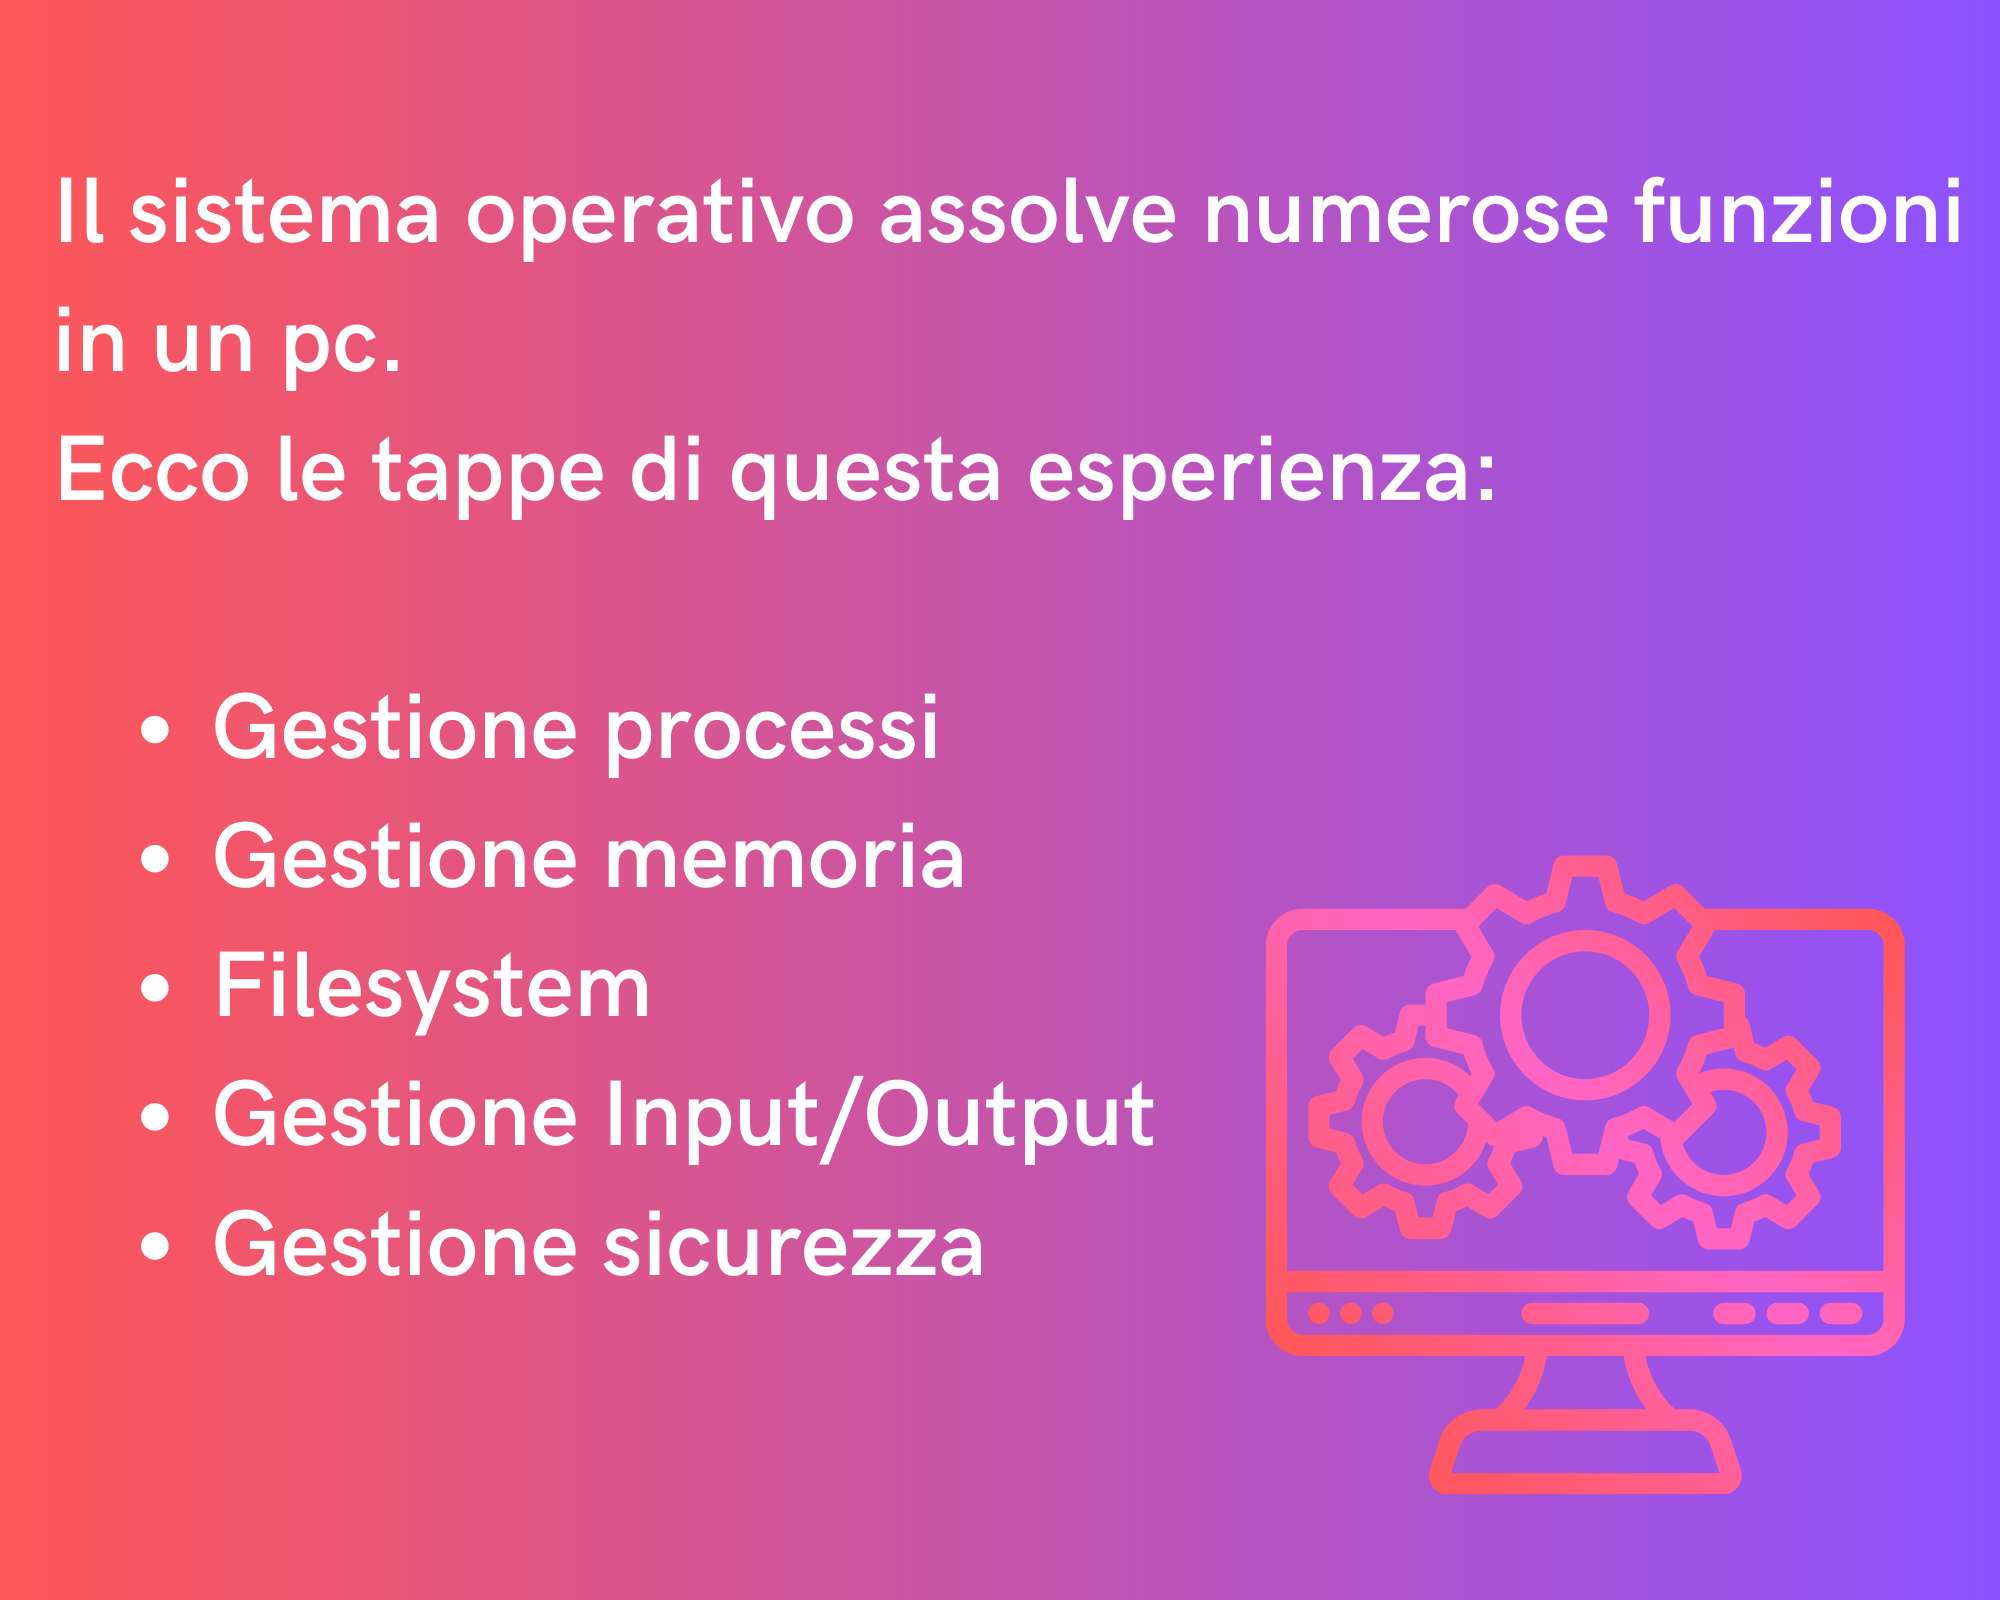 Il sistema operativo assolve numerose funzioni
in un pc.
Ecco le tappe di questa esperienza:
• Gestione processi
• Gestione memoria
• Filesystem
• Gestione Input/Output
• Gestione sicurezza